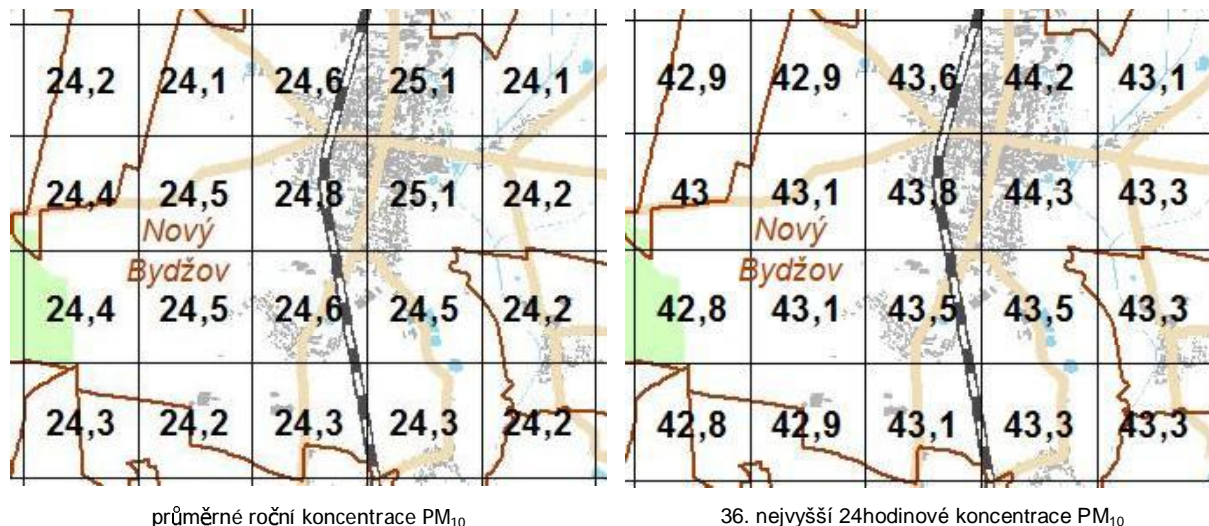 24,2 24,1 24,6 25,1 24,1
24,4 24,5 24,8 25,1 24,2
Nový
Bydžov
24,4 24,5 24,6 24,5 24,2
24,3 24,2 24,3 24,3 24,2
průměrné roční koncentrace PM₁₀
42,9 42,9 43,6 44,2 43,1
43 43,1 43,8 44,3 43,3
Nový
Bydžov
42,8 43,1 43,5 43,5 43,3
42,8 42,9 43,1 43,3 43,3
36. nejvyšší 24hodinové koncentrace PM₁₀